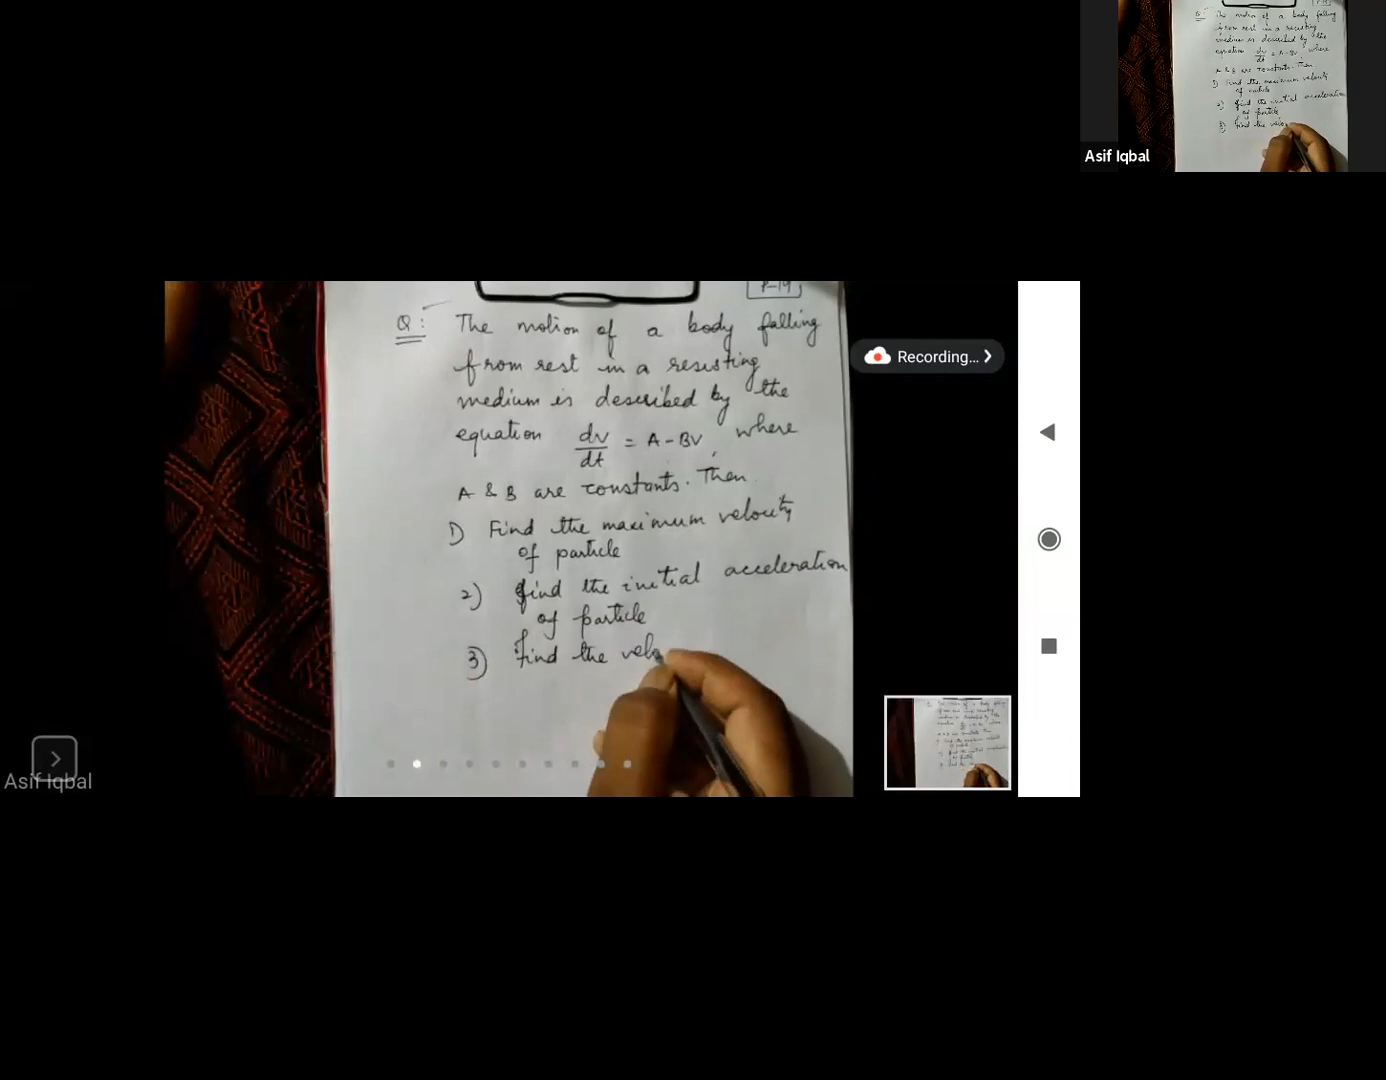 Asif Iqbal
P-19
Q: The motion of a body falling
from rest in a resisting
medium is described by the
equation dv/dt = A - BV, where
A & B are constants. Then
1) Find the maximum velocity
of particle
2) find the initial acceleration
of particle
3) find the velo
Recording...
Asif Iqbal